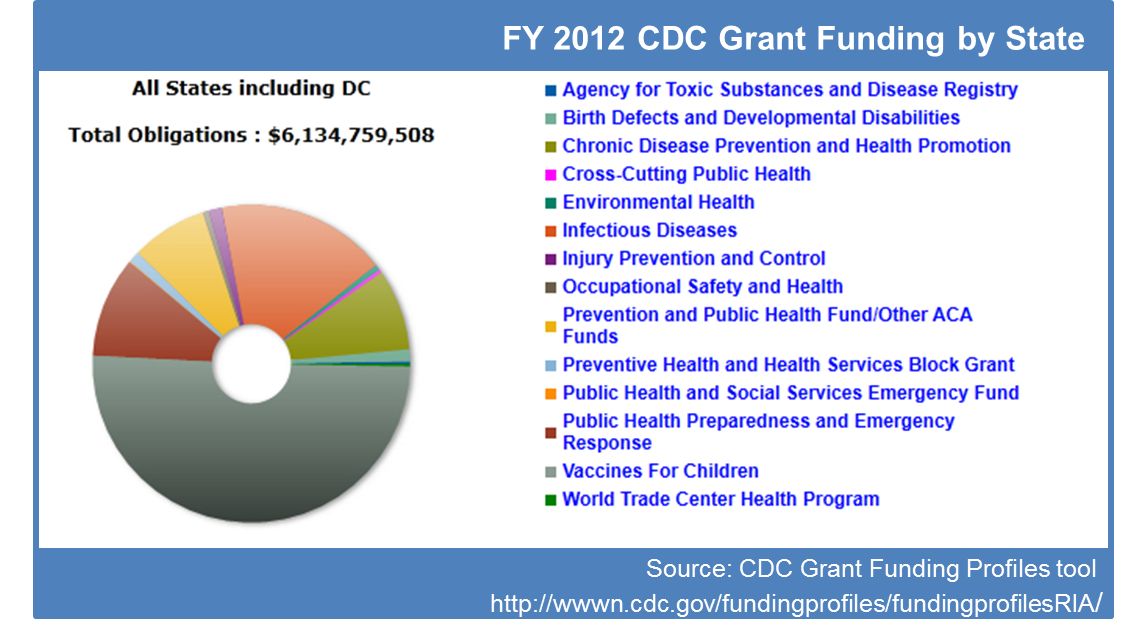 FY 2012 CDC Grant Funding by State
All States including DC
Total Obligations : $6,134,759,508
Agency for Toxic Substances and Disease Registry
Birth Defects and Developmental Disabilities
Chronic Disease Prevention and Health Promotion
Cross-Cutting Public Health
Environmental Health
Infectious Diseases
Injury Prevention and Control
Occupational Safety and Health
Prevention and Public Health Fund/Other ACA
Funds
Preventive Health and Health Services Block Grant
Public Health and Social Services Emergency Fund
Public Health Preparedness and Emergency
Response
Vaccines For Children
World Trade Center Health Program
Source: CDC Grant Funding Profiles tool
http://wwwn.cdc.gov/fundingprofiles/fundingprofilesRIA/